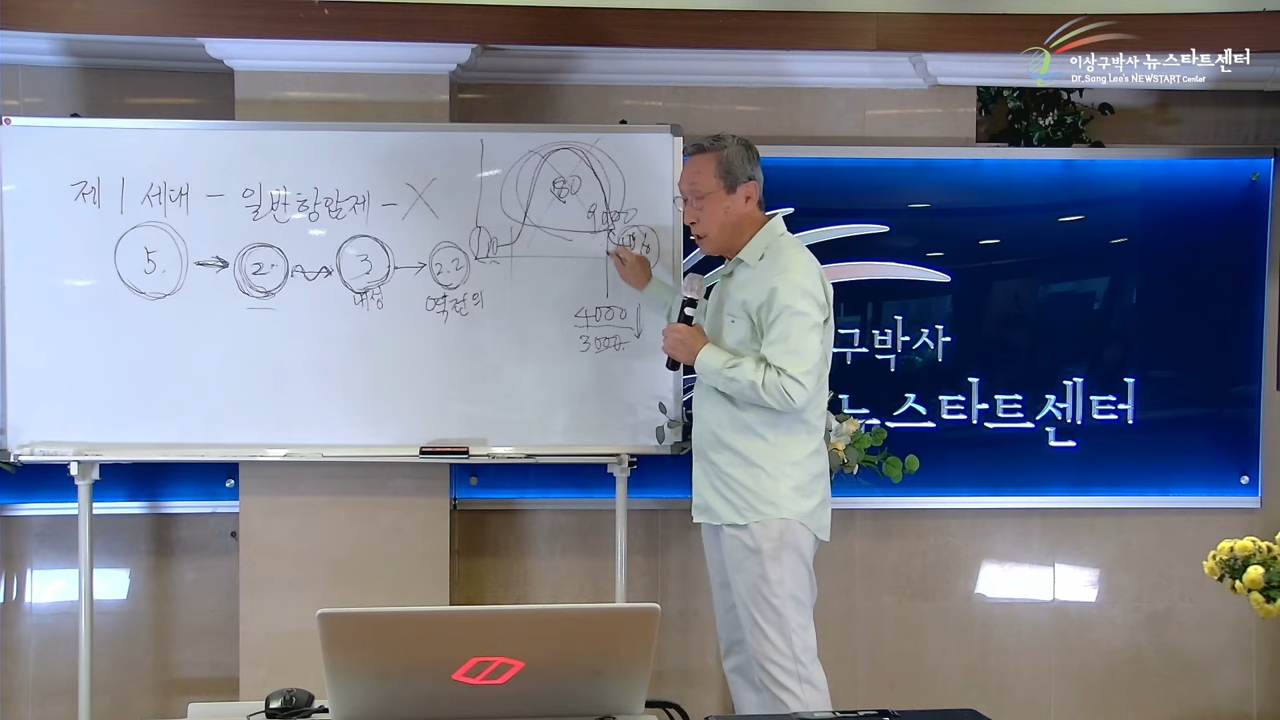 이상구박사 뉴스타트센터
Dr. Sang Lee's NEWSTART Center
제 1 세대 - 일반항암제 - X
5. → 2. → 3 → 2.2
내성
역전의
80
4000 ↓
3000.
구박사
뉴스타트센터